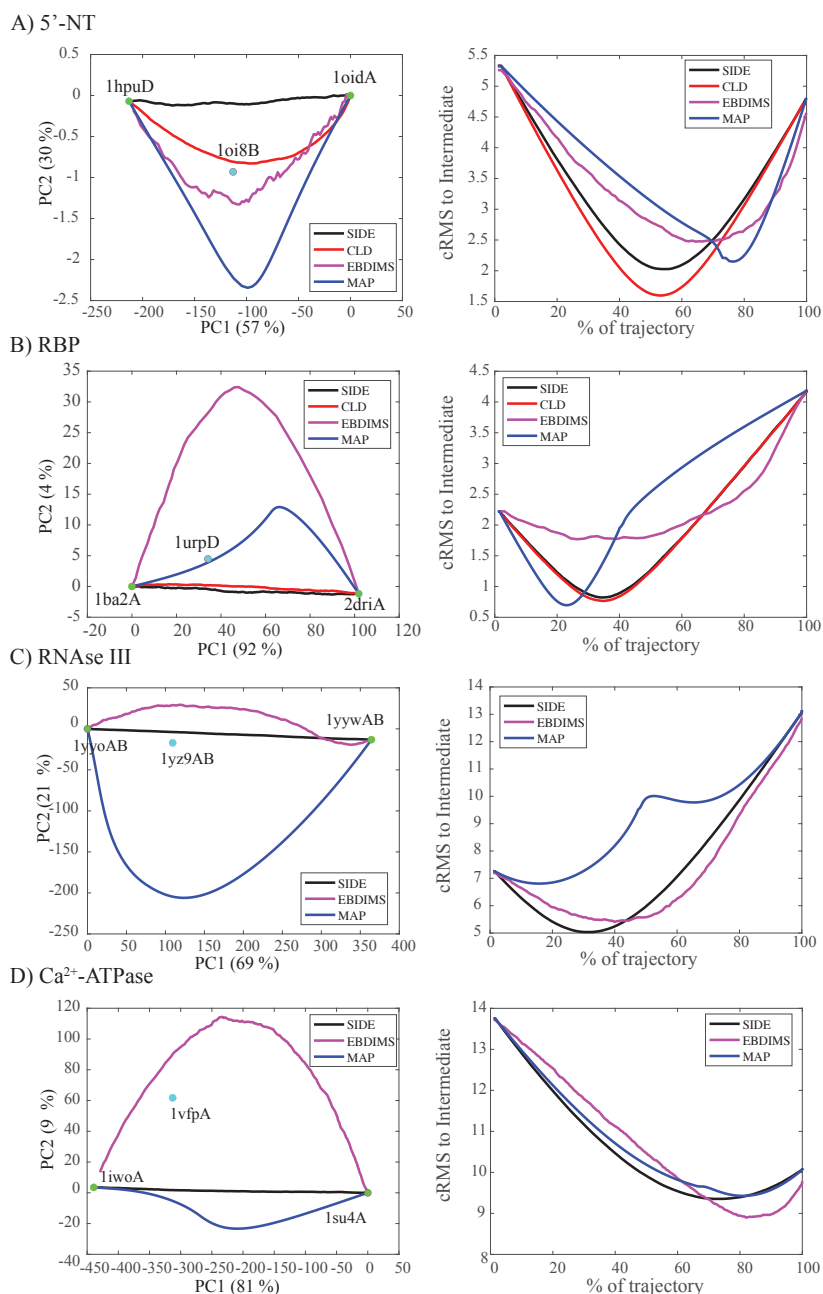 A) 5'-NT
0.5
0
-0.5
-1
-1.5
-2
-2.5
PC2 (30 %)
1hpuD
1oidA
1oi8B
SIDE
CLD
EBDIMS
MAP
-250 -200 -150 -100 -50 0 50
PC1 (57 %)
5.5
5
4.5
4
3.5
3
2.5
2
1.5
cRMS to Intermediate
SIDE
CLD
EBDIMS
MAP
0 20 40 60 80 100
% of trajectory
B) RBP
35
30
25
20
15
10
5
0
-5
PC2 (4 %)
SIDE
CLD
EBDIMS
MAP
1urpD
1ba2A
2driA
-20 0 20 40 60 80 100 120
PC1 (92 %)
4.5
4
3.5
3
2.5
2
1.5
1
0.5
cRMS to Intermediate
SIDE
CLD
EBDIMS
MAP
0 20 40 60 80 100
% of trajectory
C) RNAse III
50
0
-50
-100
-150
-200
-250
PC2 (21 %)
1yywAB
1yyoAB
1yz9AB
SIDE
EBDIMS
MAP
0 50 100 150 200 250 300 350 400
PC1 (69 %)
13
12
11
10
9
8
7
6
5
cRMS to Intermediate
SIDE
EBDIMS
MAP
0 20 40 60 80 100
% of trajectory
D) Ca²⁺-ATPase
120
100
80
60
40
20
0
-20
-40
PC2 (9 %)
SIDE
EBDIMS
MAP
1vfpA
1iwoA
1su4A
-450 -350 -300 -250 -200 -150 -100 -50 0 50
PC1 (81 %)
14
13
12
11
10
9
8
cRMS to Intermediate
SIDE
EBDIMS
MAP
0 20 40 60 80 100
% of trajectory